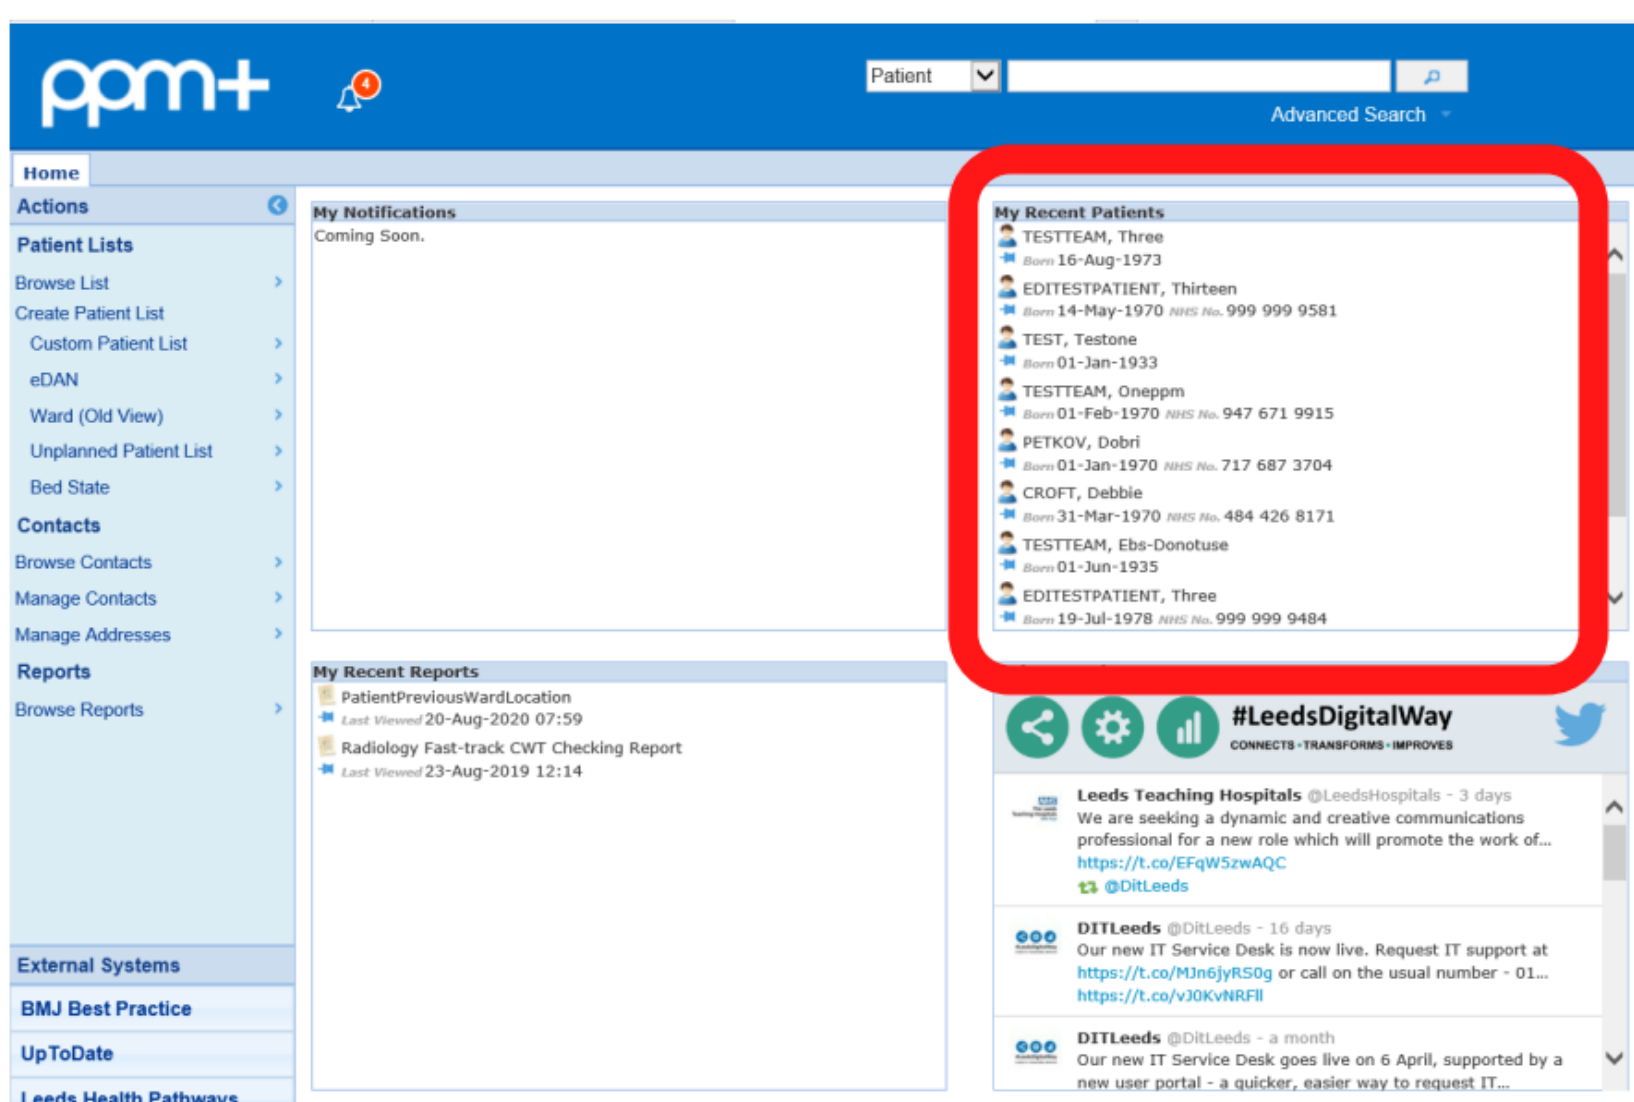 ppm+
4
Patient
Advanced Search
Home
Actions
Patient Lists
Browse List
Create Patient List
Custom Patient List
eDAN
Ward (Old View)
Unplanned Patient List
Bed State
Contacts
Browse Contacts
Manage Contacts
Manage Addresses
Reports
Browse Reports
External Systems
BMJ Best Practice
UpToDate
Leeds Health Pathways
My Notifications
Coming Soon.
My Recent Patients
TESTTEAM, Three
Born 16-Aug-1973
EDITESTPATIENT, Thirteen
Born 14-May-1970 NHS No. 999 999 9581
TEST, Testone
Born 01-Jan-1933
TESTTEAM, Oneppm
Born 01-Feb-1970 NHS No. 947 671 9915
PETKOV, Dobri
Born 01-Jan-1970 NHS No. 717 687 3704
CROFT, Debbie
Born 31-Mar-1970 NHS No. 484 426 8171
TESTTEAM, Ebs-Donotuse
Born 01-Jun-1935
EDITESTPATIENT, Three
Born 19-Jul-1978 NHS No. 999 999 9484
My Recent Reports
PatientPreviousWardLocation
Last Viewed 20-Aug-2020 07:59
Radiology Fast-track CWT Checking Report
Last Viewed 23-Aug-2019 12:14
#LeedsDigitalWay
CONNECTS • TRANSFORMS • IMPROVES
NHS
Leeds Teaching Hospitals @LeedsHospitals - 3 days
We are seeking a dynamic and creative communications
professional for a new role which will promote the work of...
https://t.co/EFqW5zwAQC
@DitLeeds
DITLeeds @DitLeeds - 16 days
Our new IT Service Desk is now live. Request IT support at
https://t.co/MJn6jyRS0g or call on the usual number - 01...
https://t.co/vJ0KvNRFll
DITLeeds @DitLeeds - a month
Our new IT Service Desk goes live on 6 April, supported by a
new user portal - a quicker, easier way to request IT...